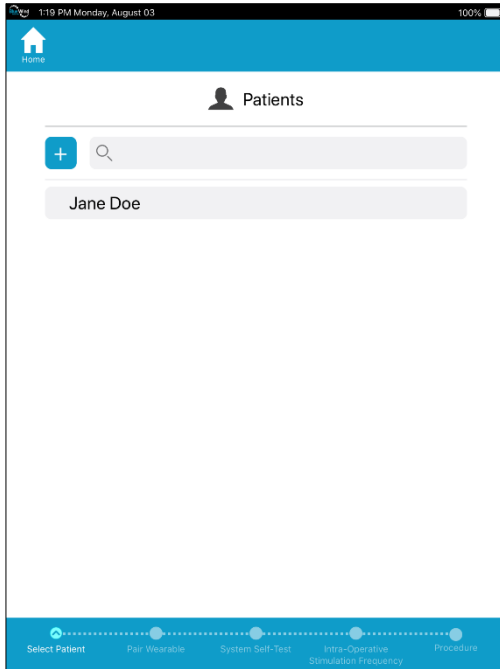 BlueWind 1:19 PM Monday, August 03 100%
Home
Patients
+
Jane Doe
Select Patient Pair Wearable System Self-Test Intra-Operative Procedure
Stimulation Frequency